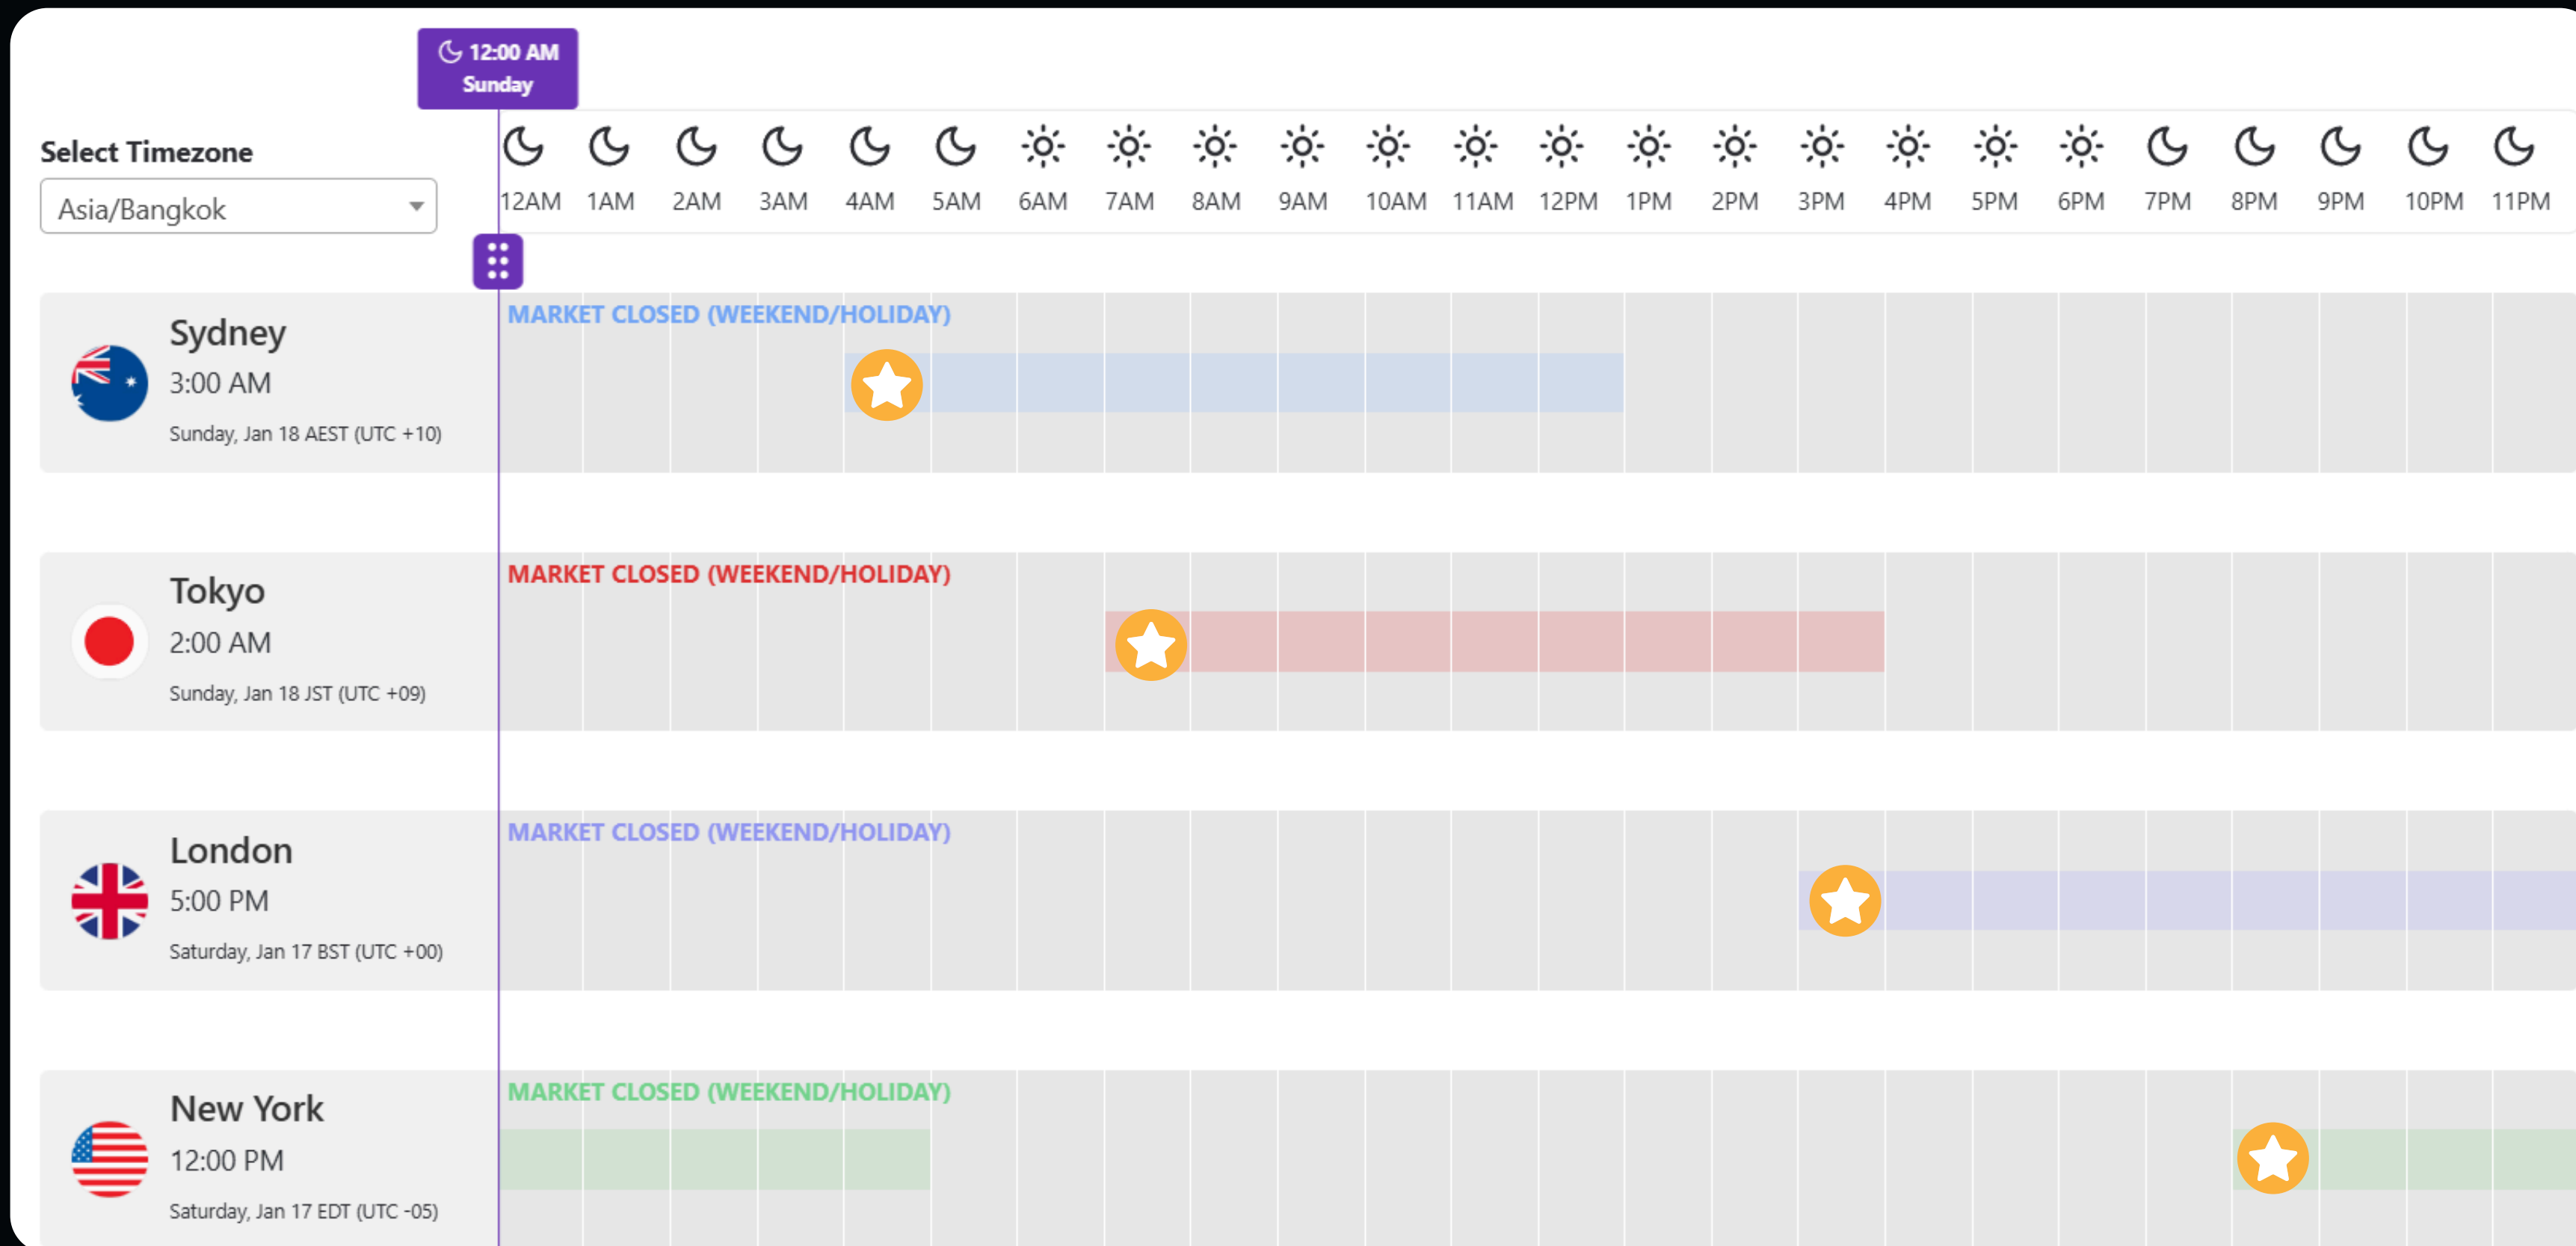 12:00 AM
Sunday
Select Timezone
Asia/Bangkok
12AM 1AM 2AM 3AM 4AM 5AM 6AM 7AM 8AM 9AM 10AM 11AM 12PM 1PM 2PM 3PM 4PM 5PM 6PM 7PM 8PM 9PM 10PM 11PM
MARKET CLOSED (WEEKEND/HOLIDAY)
Sydney
3:00 AM
Sunday, Jan 18 AEST (UTC +10)
MARKET CLOSED (WEEKEND/HOLIDAY)
Tokyo
2:00 AM
Sunday, Jan 18 JST (UTC +09)
MARKET CLOSED (WEEKEND/HOLIDAY)
London
5:00 PM
Saturday, Jan 17 BST (UTC +00)
MARKET CLOSED (WEEKEND/HOLIDAY)
New York
12:00 PM
Saturday, Jan 17 EDT (UTC -05)